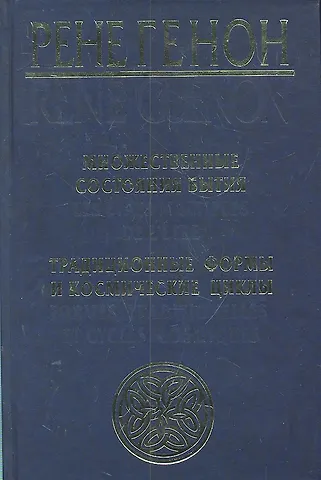 РЕНЕ ГЕНОН
МНОЖЕСТВЕННЫЕ
СОСТОЯНИЯ БЫТИЯ
ТРАДИЦИОННЫЕ ФОРМЫ
И КОСМИЧЕСКИЕ ЦИКЛЫ